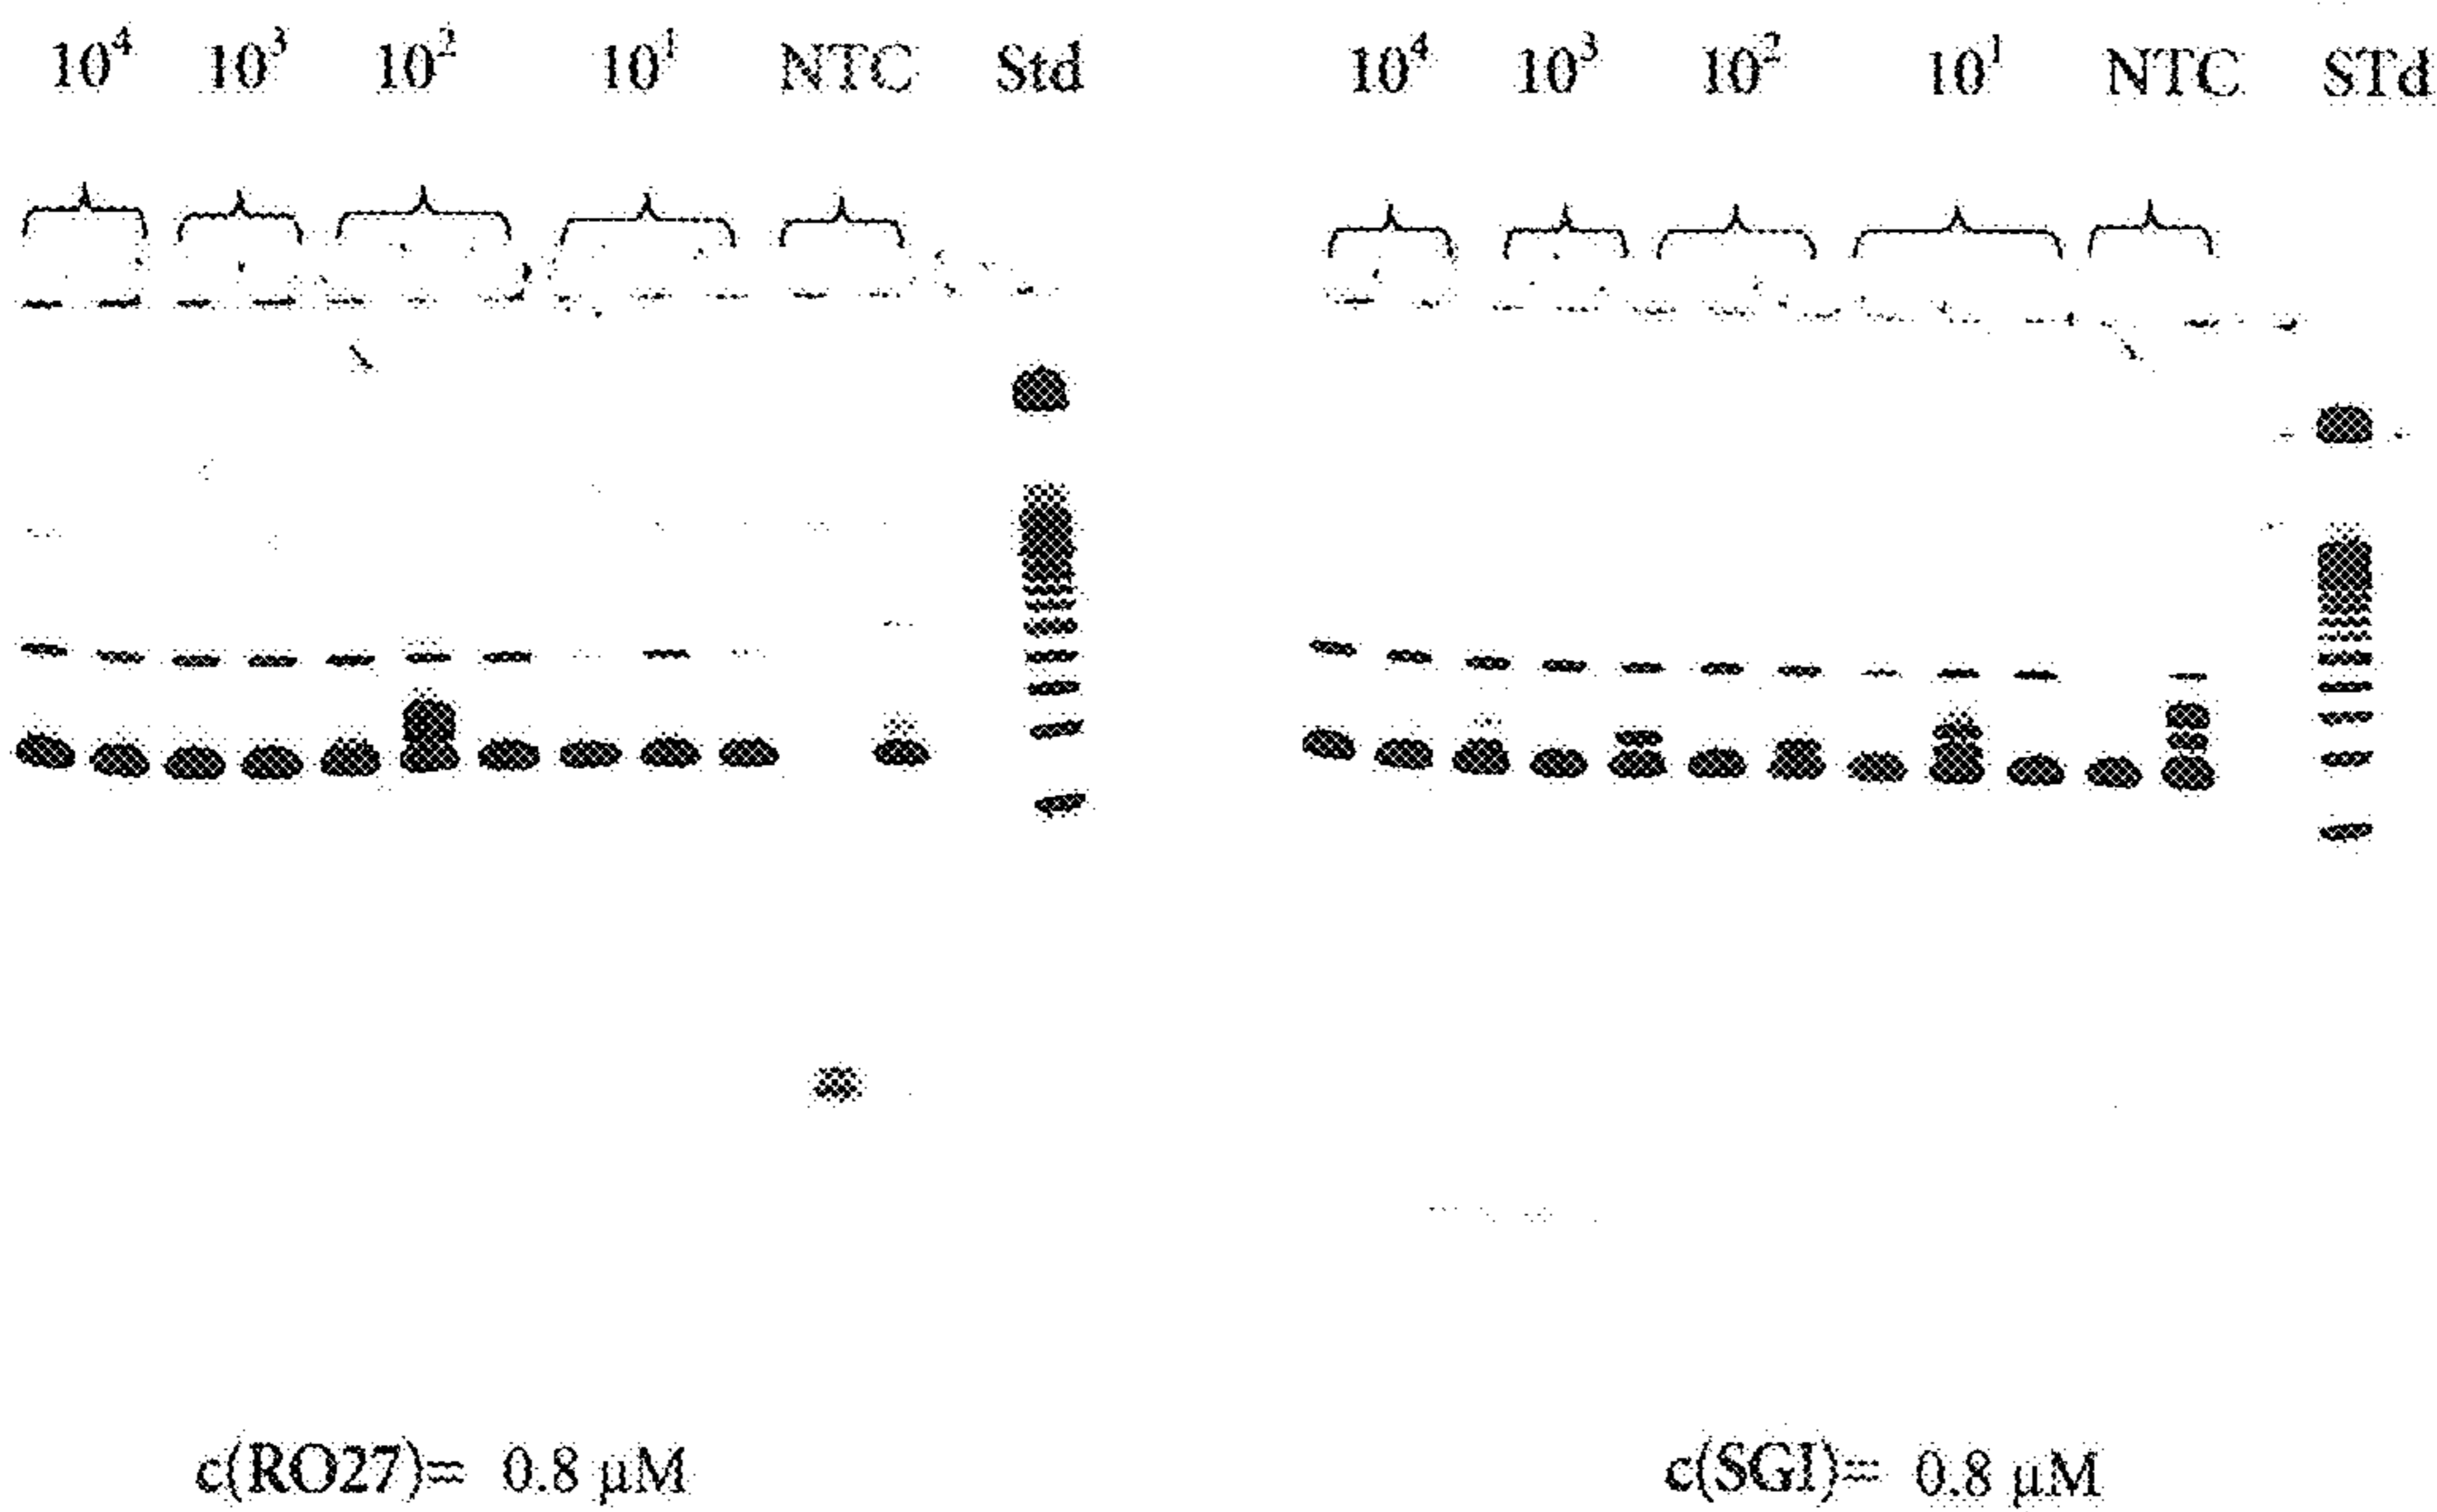 10⁴ 10³ 10² 10¹ NTC Std 10⁴ 10³ 10² 10¹ NTC STd
c(RO27)= 0.8 µM c(SGI)= 0.8 µM